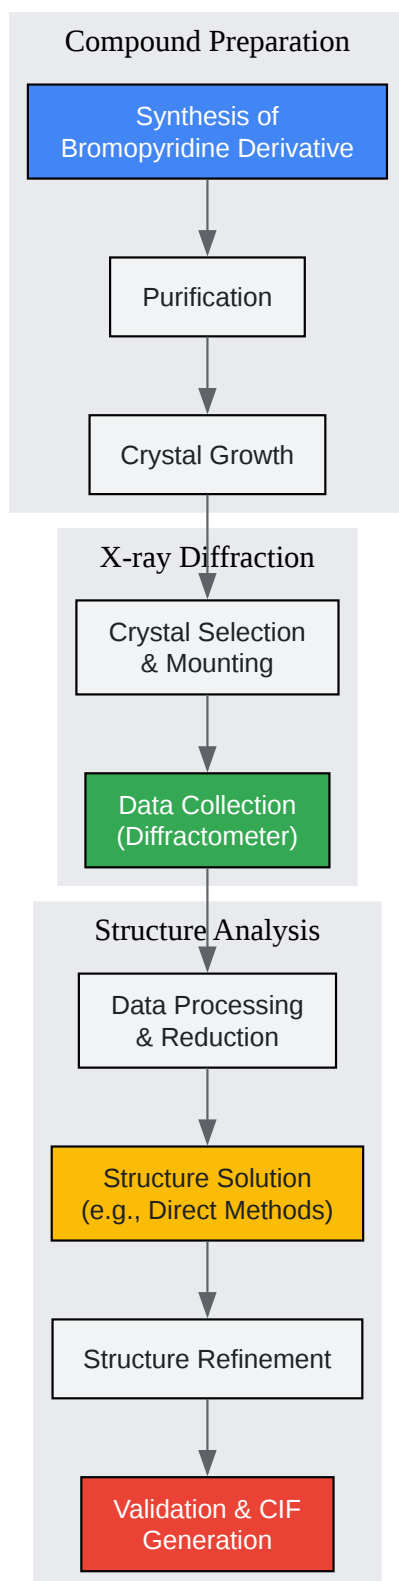 Compound Preparation
Synthesis of
Bromopyridine Derivative
Purification
Crystal Growth
X-ray Diffraction
Crystal Selection
& Mounting
Data Collection
(Diffractometer)
Structure Analysis
Data Processing
& Reduction
Structure Solution
(e.g., Direct Methods)
Structure Refinement
Validation & CIF
Generation